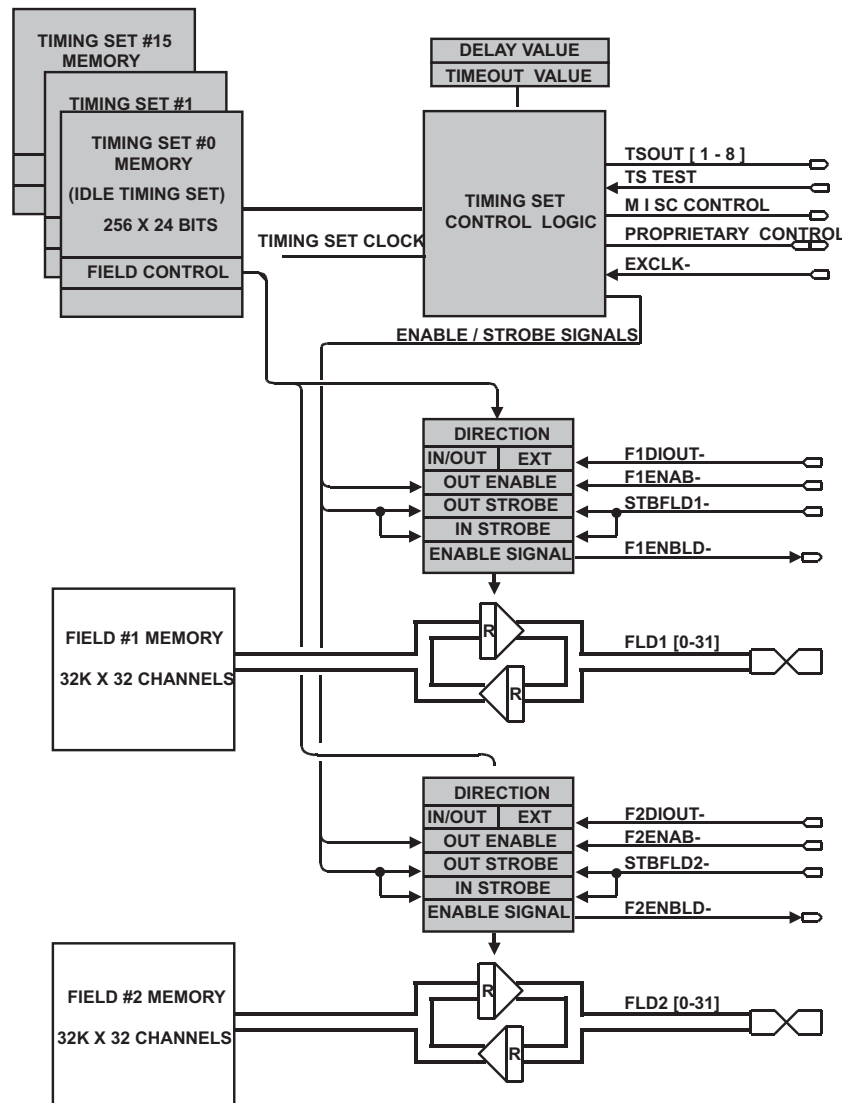 TIMING SET #15
MEMORY
TIMING SET #1
TIMING SET #0
MEMORY
(IDLE TIMING SET)
256 X 24 BITS
FIELD CONTROL
DELAY VALUE
TIMEOUT VALUE
TIMING SET
CONTROL LOGIC
TIMING SET CLOCK
TSOUT [ 1 - 8 ]
TS TEST
M I SC CONTROL
PROPRIETARY CONTROL
EXCLK-
ENABLE / STROBE SIGNALS
DIRECTION
IN/OUT EXT
OUT ENABLE
OUT STROBE
IN STROBE
ENABLE SIGNAL
F1DIOUT-
F1ENAB-
STBFLD1-
F1ENBLD-
FIELD #1 MEMORY
32K X 32 CHANNELS
R
R
FLD1 [0-31]
DIRECTION
IN/OUT EXT
OUT ENABLE
OUT STROBE
IN STROBE
ENABLE SIGNAL
F2DIOUT-
F2ENAB-
STBFLD2-
F2ENBLD-
FIELD #2 MEMORY
32K X 32 CHANNELS
R
R
FLD2 [0-31]